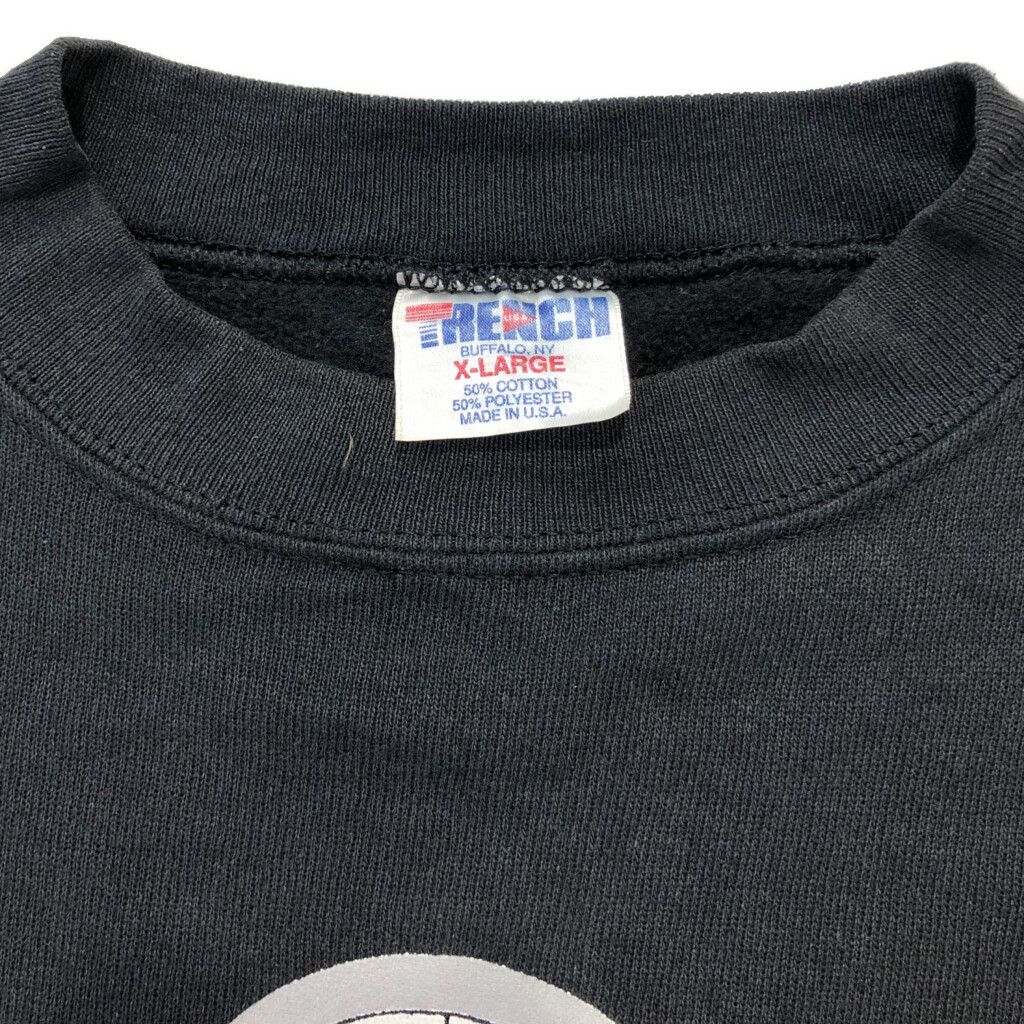 TRENCH
U.S.A.
BUFFALO, NY
X-LARGE
50% COTTON
50% POLYESTER
MADE IN U.S.A.